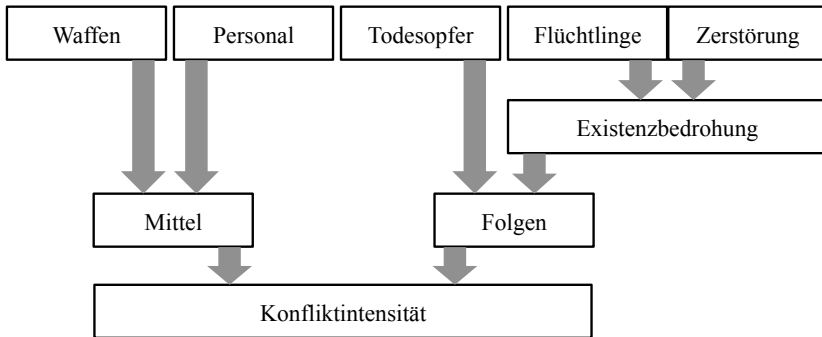 Waffen
Personal
Todesopfer
Flüchtlinge
Zerstörung
Existenzbedrohung
Mittel
Folgen
Konfliktintensität